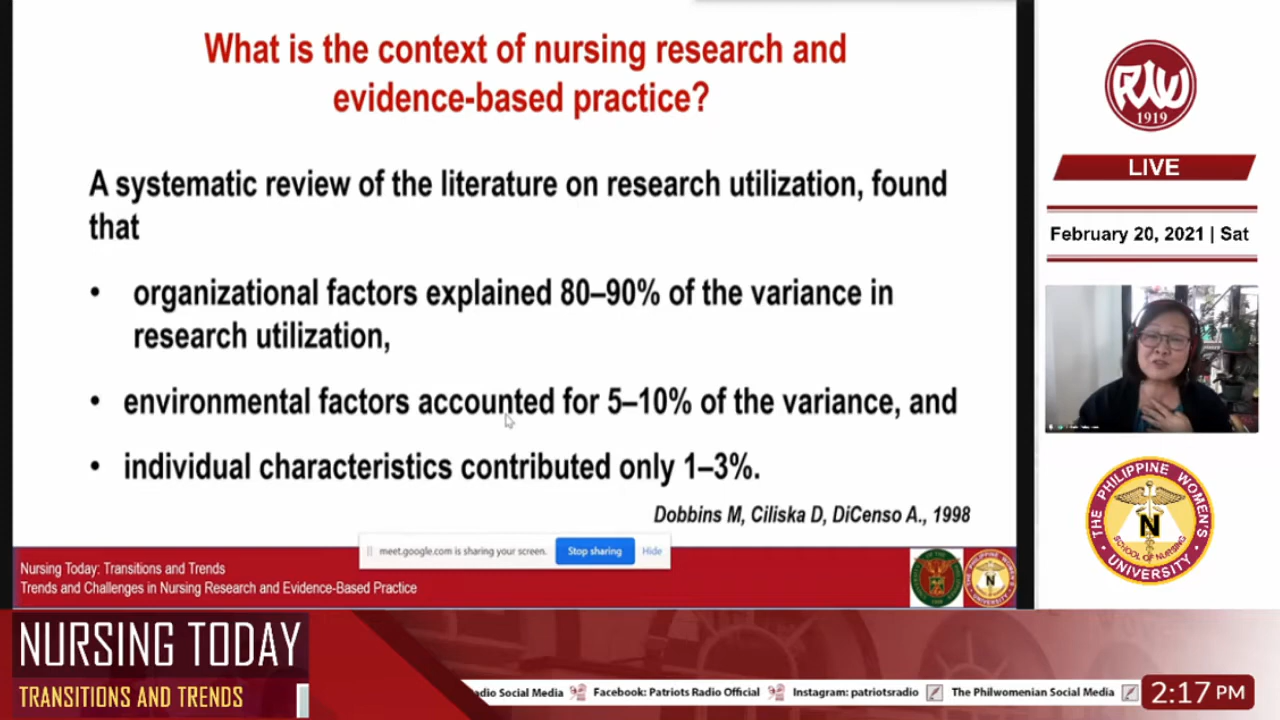 What is the context of nursing research and
evidence-based practice?
A systematic review of the literature on research utilization, found
that
• organizational factors explained 80–90% of the variance in
research utilization,
• environmental factors accounted for 5–10% of the variance, and
• individual characteristics contributed only 1–3%.
Dobbins M, Ciliska D, DiCenso A., 1998
meet.google.com is sharing your screen. Stop sharing Hide
Nursing Today: Transitions and Trends
Trends and Challenges in Nursing Research and Evidence-Based Practice
1919
LIVE
February 20, 2021 | Sat
THE PHILIPPINE WOMEN'S
N
SCHOOL OF NURSING
UNIVERSITY
NURSING TODAY
TRANSITIONS AND TRENDS
adio Social Media Facebook: Patriots Radio Official Instagram: patriotsradio The Philwomenian Social Media
2:17 PM